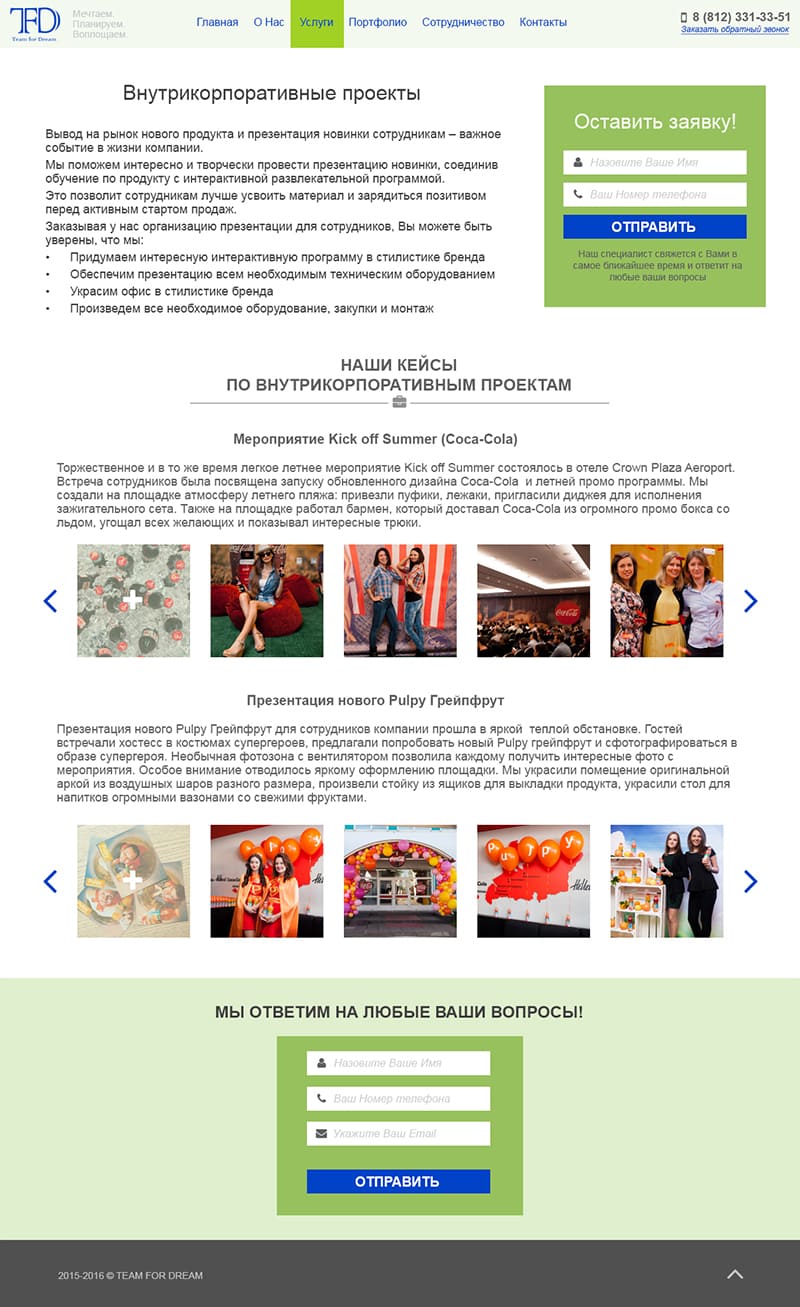 TFD
Team for Dream
Мечтаем.
Планируем.
Воплощаем.
Главная О Нас Услуги Портфолио Сотрудничество Контакты
8 (812) 331-33-51
Заказать обратный звонок
Внутрикорпоративные проекты
Вывод на рынок нового продукта и презентация новинки сотрудникам – важное
событие в жизни компании.
Мы поможем интересно и творчески провести презентацию новинки, соединив
обучение по продукту с интерактивной развлекательной программой.
Это позволит сотрудникам лучше усвоить материал и зарядиться позитивом
перед активным стартом продаж.
Заказывая у нас организацию презентации для сотрудников, Вы можете быть
уверены, что мы:
• Придумаем интересную интерактивную программу в стилистике бренда
• Обеспечим презентацию всем необходимым техническим оборудованием
• Украсим офис в стилистике бренда
• Произведем все необходимое оборудование, закупки и монтаж
Оставить заявку!
Назовите Ваше Имя
Ваш Номер телефона
ОТПРАВИТЬ
Наш специалист свяжется с Вами в
самое ближайшее время и ответит на
любые ваши вопросы
НАШИ КЕЙСЫ
ПО ВНУТРИКОРПОРАТИВНЫМ ПРОЕКТАМ
Мероприятие Kick off Summer (Coca-Cola)
Торжественное и в то же время легкое летнее мероприятие Kick off Summer состоялось в отеле Crown Plaza Aeroport.
Встреча сотрудников была посвящена запуску обновленного дизайна Coca-Cola и летней промо программы. Мы
создали на площадке атмосферу летнего пляжа: привезли пуфики, лежаки, пригласили диджея для исполнения
зажигательного сета. Также на площадке работал бармен, который доставал Coca-Cola из огромного промо бокса со
льдом, угощал всех желающих и показывал интересные трюки.
Coca-Cola
Презентация нового Pulpy Грейпфрут
Презентация нового Pulpy Грейпфрут для сотрудников компании прошла в яркой теплой обстановке. Гостей
встречали хостесс в костюмах супергероев, предлагали попробовать новый Pulpy грейпфрут и сфотографироваться в
образе супергероя. Необычная фотозона с вентилятором позволила каждому получить интересные фото с
мероприятия. Особое внимание отводилось яркому оформлению площадки. Мы украсили помещение оригинальной
аркой из воздушных шаров разного размера, произвели стойку из ящиков для выкладки продукта, украсили стол для
напитков огромными вазонами со свежими фруктами.
МЫ ОТВЕТИМ НА ЛЮБЫЕ ВАШИ ВОПРОСЫ!
Назовите Ваше Имя
Ваш Номер телефона
Укажите Ваш Email
ОТПРАВИТЬ
2015-2016 © TEAM FOR DREAM